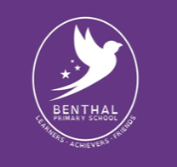 BENTHAL
PRIMARY SCHOOL
LEARNERS · ACHIEVERS · FRIENDS